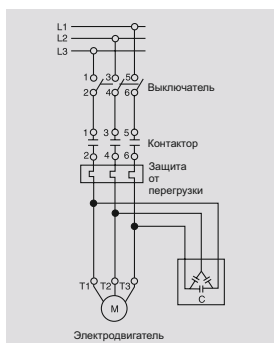 L1
L2
L3
1 3 5
2 4 6
Выключатель
1 3 5
Контактор
2 4 6
Защита
от
перегрузки
T1 T2 T3
M
C
Электродвигатель